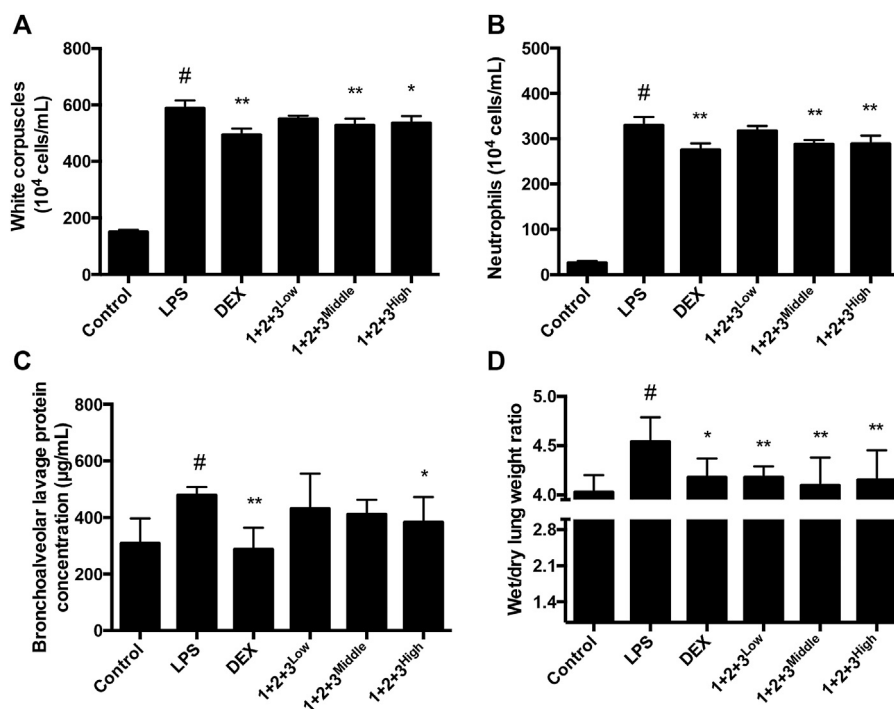 A
White corpuscles
(10⁴ cells/mL)
800
600
400
200
0
#
**
**
*
Control
LPS
DEX
1+2+3ᴸᵒʷ
1+2+3ᴹⁱᵈᵈˡᵉ
1+2+3ᴴⁱᵍʰ
B
Neutrophils (10⁴ cells/mL)
500
400
300
200
100
0
#
**
**
**
Control
LPS
DEX
1+2+3ᴸᵒʷ
1+2+3ᴹⁱᵈᵈˡᵉ
1+2+3ᴴⁱᵍʰ
C
Bronchoalveolar lavage protein
concentration (µg/mL)
800
600
400
200
0
#
**
*
Control
LPS
DEX
1+2+3ᴸᵒʷ
1+2+3ᴹⁱᵈᵈˡᵉ
1+2+3ᴴⁱᵍʰ
D
Wet/dry lung weight ratio
5.0
4.5
4.0
2.8
2.1
1.4
#
*
**
**
**
Control
LPS
DEX
1+2+3ᴸᵒʷ
1+2+3ᴹⁱᵈᵈˡᵉ
1+2+3ᴴⁱᵍʰ